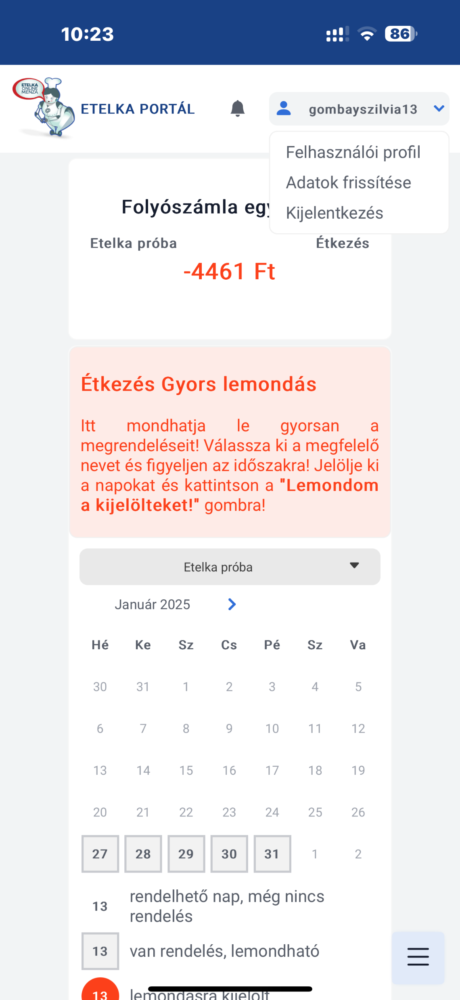 10:23
86
ETELKA
ONLINE
MENZA
@
ETELKA PORTÁL
gombayszilvia13
Felhasználói profil
Adatok frissítése
Kijelentkezés
Folyószámla egy
Etelka próba
Étkezés
-4461 Ft
Étkezés Gyors lemondás
Itt mondhatja le gyorsan a
megrendeléseit! Válassza ki a megfelelő
nevet és figyeljen az időszakra! Jelölje ki
a napokat és kattintson a "Lemondom
a kijelölteket!" gombra!
Etelka próba
Január 2025
Hé Ke Sz Cs Pé Sz Va
30 31 1 2 3 4 5
6 7 8 9 10 11 12
13 14 15 16 17 18 19
20 21 22 23 24 25 26
27 28 29 30 31 1 2
13 rendelhető nap, még nincs
rendelés
13 van rendelés, lemondható
13 lemondásra kijelölt